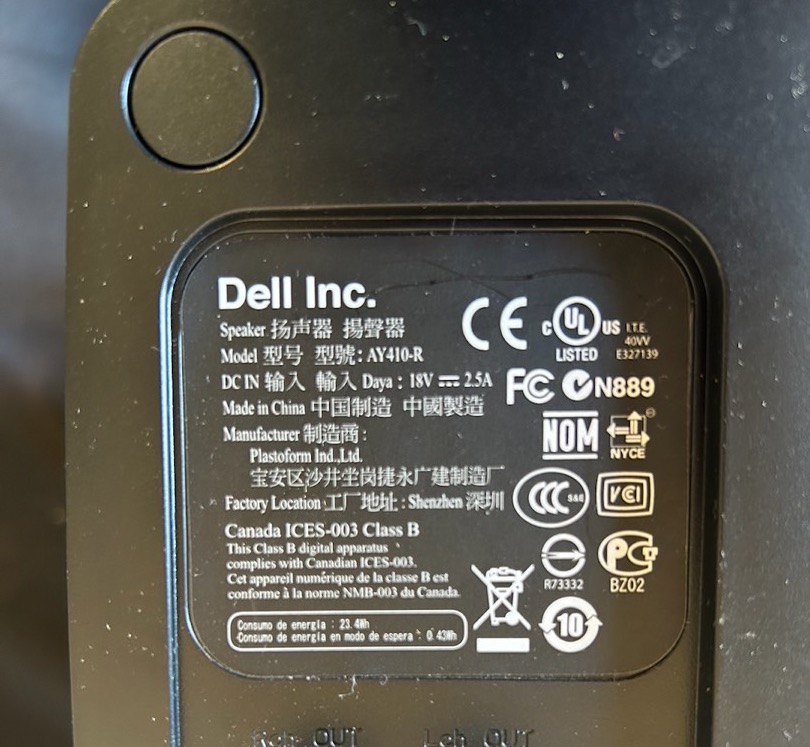 Dell Inc.
Speaker 扬声器 揚聲器
Model 型号 型號: AY410-R
DC IN 输入 輸入 Daya : 18V ⎓ 2.5A
Made in China 中国制造 中國製造
Manufacturer 制造商:
Plastoform Ind.,Ltd.
宝安区沙井坐岗捷永广建制造厂
Factory Location 工厂地址: Shenzhen 深圳
Canada ICES-003 Class B
This Class B digital apparatus
complies with Canadian ICES-003.
Cet appareil numérique de la classe B est
conforme à la norme NMB-003 du Canada.
Consumo de energia : 23.4Wh
Consumo de energia en modo de espera : 0.43Wh
CE
C UL US
LISTED
I.T.E.
40VV
E327139
FC N889
NOM
NYCE
CCC S&E
VCI
R73332
PC
BZ02
10
Rch OUT Lch OUT